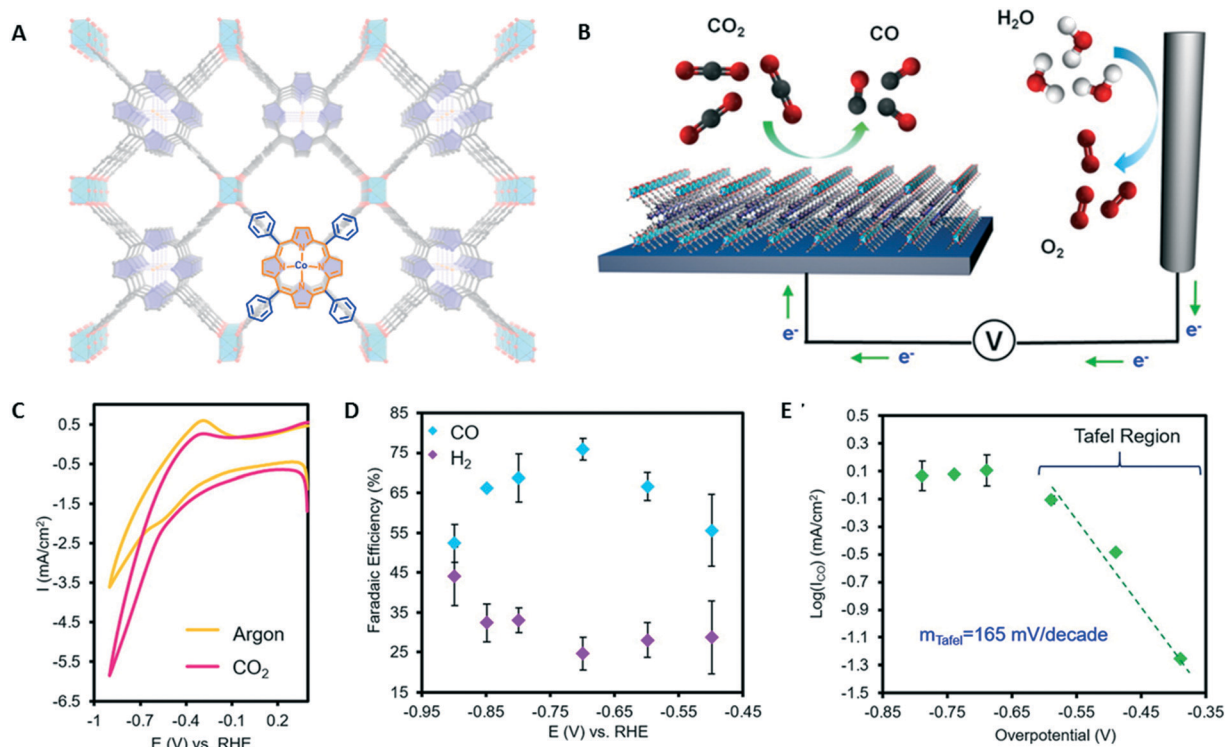 A
Co
N
N
N
N
B
CO2
CO
H2O
O2
e-
V
e-
e-
e-
C
I (mA/cm2)
0.5
-0.5
-1.5
-2.5
-3.5
-4.5
-5.5
-6.5
Argon
CO2
-1
-0.7
-0.4
-0.1
0.2
E (V) vs. RHE
D
Faradaic Efficiency (%)
85
75
65
55
45
35
25
15
CO
H2
-0.95
-0.85
-0.75
-0.65
-0.55
-0.45
E (V) vs. RHE
E '
Log(ICO) (mA/cm2)
0.5
0.3
0.1
-0.1
-0.3
-0.5
-0.7
-0.9
-1.1
-1.3
-1.5
Tafel Region
mTafel=165 mV/decade
-0.85
-0.75
-0.65
-0.55
-0.45
-0.35
Overpotential (V)